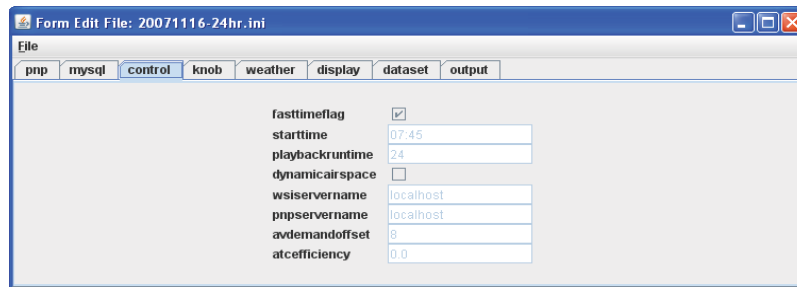 Form Edit File: 20071116-24hr.ini
File
pnp mysql control knob weather display dataset output
fasttimeflag
starttime 07:45
playbackruntime 24
dynamicairspace
wsiservername localhost
pnpservername localhost
avdemandoffset 8
atcefficiency 0.0